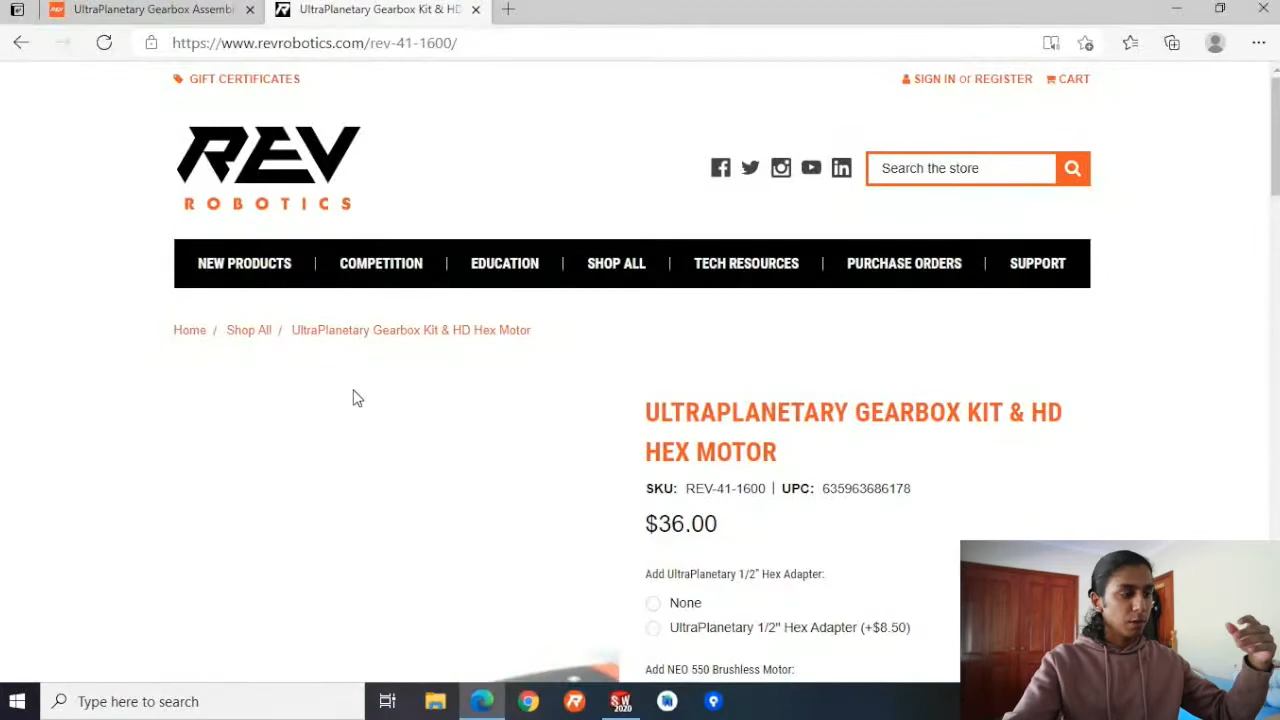 UltraPlanetary Gearbox Assembl
UltraPlanetary Gearbox Kit & HD
https://www.revrobotics.com/rev-41-1600/
GIFT CERTIFICATES
SIGN IN or REGISTER
CART
REV
ROBOTICS
Search the store
NEW PRODUCTS
COMPETITION
EDUCATION
SHOP ALL
TECH RESOURCES
PURCHASE ORDERS
SUPPORT
Home / Shop All / UltraPlanetary Gearbox Kit & HD Hex Motor
ULTRAPLANETARY GEARBOX KIT & HD
HEX MOTOR
SKU: REV-41-1600 | UPC: 635963686178
$36.00
Add UltraPlanetary 1/2" Hex Adapter:
None
UltraPlanetary 1/2" Hex Adapter (+$8.50)
Add NEO 550 Brushless Motor:
Type here to search
SW
2020